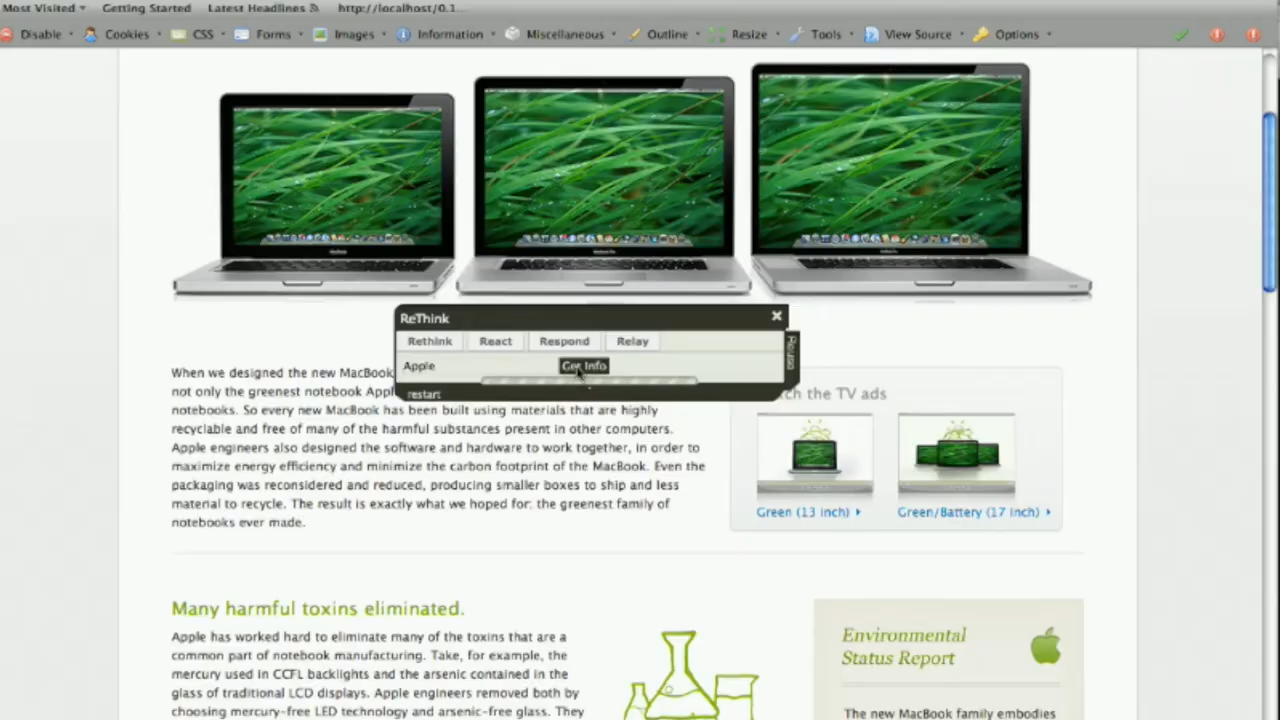 Most Visited Getting Started Latest Headlines http://localhost/0.1...
Disable Cookies CSS Forms Images Information Miscellaneous Outline Resize Tools View Source Options
ReThink
Rethink React Respond Relay
Reuse
Apple Get Info
restart
When we designed the new MacBook
not only the greenest notebook
notebooks. So every new MacBook has been built using materials that are highly
recyclable and free of many of the harmful substances present in other computers.
Apple engineers also designed the software and hardware to work together, in order to
maximize energy efficiency and minimize the carbon footprint of the MacBook. Even the
packaging was reconsidered and reduced, producing smaller boxes to ship and less
material to recycle. The result is exactly what we hoped for: the greenest family of
notebooks ever made.
the TV ads
Green (13 inch)
Green/Battery (17 inch)
Many harmful toxins eliminated.
Apple has worked hard to eliminate many of the toxins that are a
common part of notebook manufacturing. Take, for example, the
mercury used in CCFL backlights and the arsenic contained in the
glass of traditional LCD displays. Apple engineers removed both by
choosing mercury-free LED technology and arsenic-free glass. They
Environmental
Status Report
The new MacBook family embodies